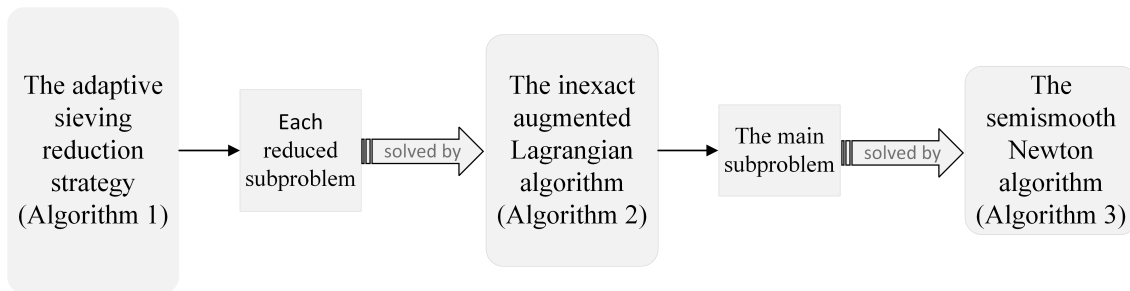 The adaptive
sieving
reduction
strategy
(Algorithm 1)
Each
reduced
subproblem
solved by
The inexact
augmented
Lagrangian
algorithm
(Algorithm 2)
The main
subproblem
solved by
The
semismooth
Newton
algorithm
(Algorithm 3)